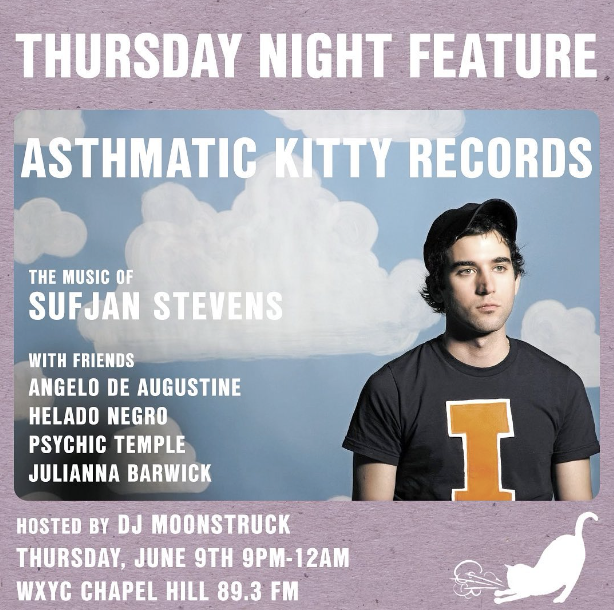 THURSDAY NIGHT FEATURE
ASTHMATIC KITTY RECORDS
THE MUSIC OF
SUFJAN STEVENS
WITH FRIENDS
ANGELO DE AUGUSTINE
HELADO NEGRO
PSYCHIC TEMPLE
JULIANNA BARWICK
I
HOSTED BY DJ MOONSTRUCK
THURSDAY, JUNE 9TH 9PM-12AM
WXYC CHAPEL HILL 89.3 FM